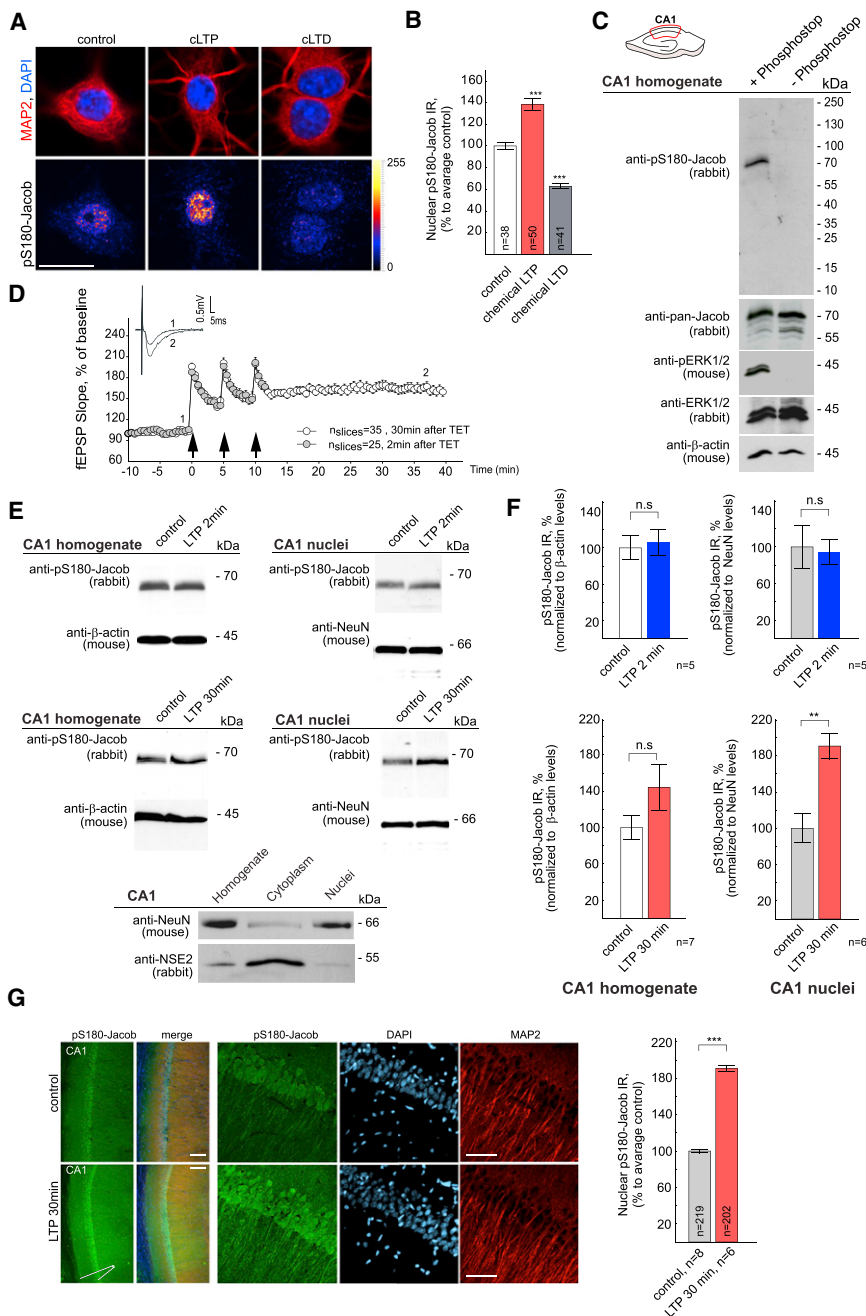 A
control
cLTP
cLTD
MAP2, DAPI
pS180-Jacob
255
0
B
Nuclear pS180-Jacob IR,
(% to avarage control)
160
140
120
100
80
60
40
20
***
***
n=38
n=50
n=41
control
chemical LTP
chemical LTD
C
CA1
+ Phosphostop
- Phosphostop
CA1 homogenate
kDa
anti-pS180-Jacob
(rabbit)
- 250
- 130
- 100
- 70
- 55
- 40
- 35
- 25
- 15
- 10
anti-pan-Jacob
(rabbit)
- 70
- 55
anti-pERK1/2
(mouse)
- 45
anti-ERK1/2
(rabbit)
- 45
anti-β-actin
(mouse)
- 45
D
fEPSP Slope, % of baseline
240
210
180
150
120
90
60
1
2
0.5mV
5ms
1
2
nslices=35 , 30min after TET
nslices=25, 2min after TET
-10
-5
0
5
10
15
20
25
30
35
40
Time (min)
E
control
LTP 2min
CA1 homogenate
kDa
anti-pS180-Jacob
(rabbit)
- 70
anti-β-actin
(mouse)
- 45
control
LTP 2min
CA1 nuclei
kDa
anti-pS180-Jacob
(rabbit)
- 70
anti-NeuN
(mouse)
- 66
control
LTP 30min
CA1 homogenate
kDa
anti-pS180-Jacob
(rabbit)
- 70
anti-β-actin
(mouse)
- 45
control
LTP 30min
CA1 nuclei
kDa
anti-pS180-Jacob
(rabbit)
- 70
anti-NeuN
(mouse)
- 66
Homogenate
Cytoplasm
Nuclei
CA1
kDa
anti-NeuN
(mouse)
- 66
anti-NSE2
(rabbit)
- 55
F
pS180-Jacob IR, %
(normalized to β-actin levels)
140
100
60
20
n.s
control
LTP 2 min
n=5
pS180-Jacob IR, %
(normalized to NeuN levels)
140
100
60
20
n.s
control
LTP 2 min
n=5
pS180-Jacob IR, %
(normalized to β-actin levels)
220
180
140
100
60
20
n.s
control
LTP 30 min
n=7
CA1 homogenate
pS180-Jacob IR, %
(normalized to NeuN levels)
220
180
140
100
60
20
**
control
LTP 30 min
n=6
CA1 nuclei
G
pS180-Jacob
merge
pS180-Jacob
DAPI
MAP2
control
CA1
LTP 30min
CA1
Nuclear pS180-Jacob IR,
(% to avarage control)
220
180
140
100
60
20
***
n=219
n=202
control, n=8
LTP 30 min, n=6